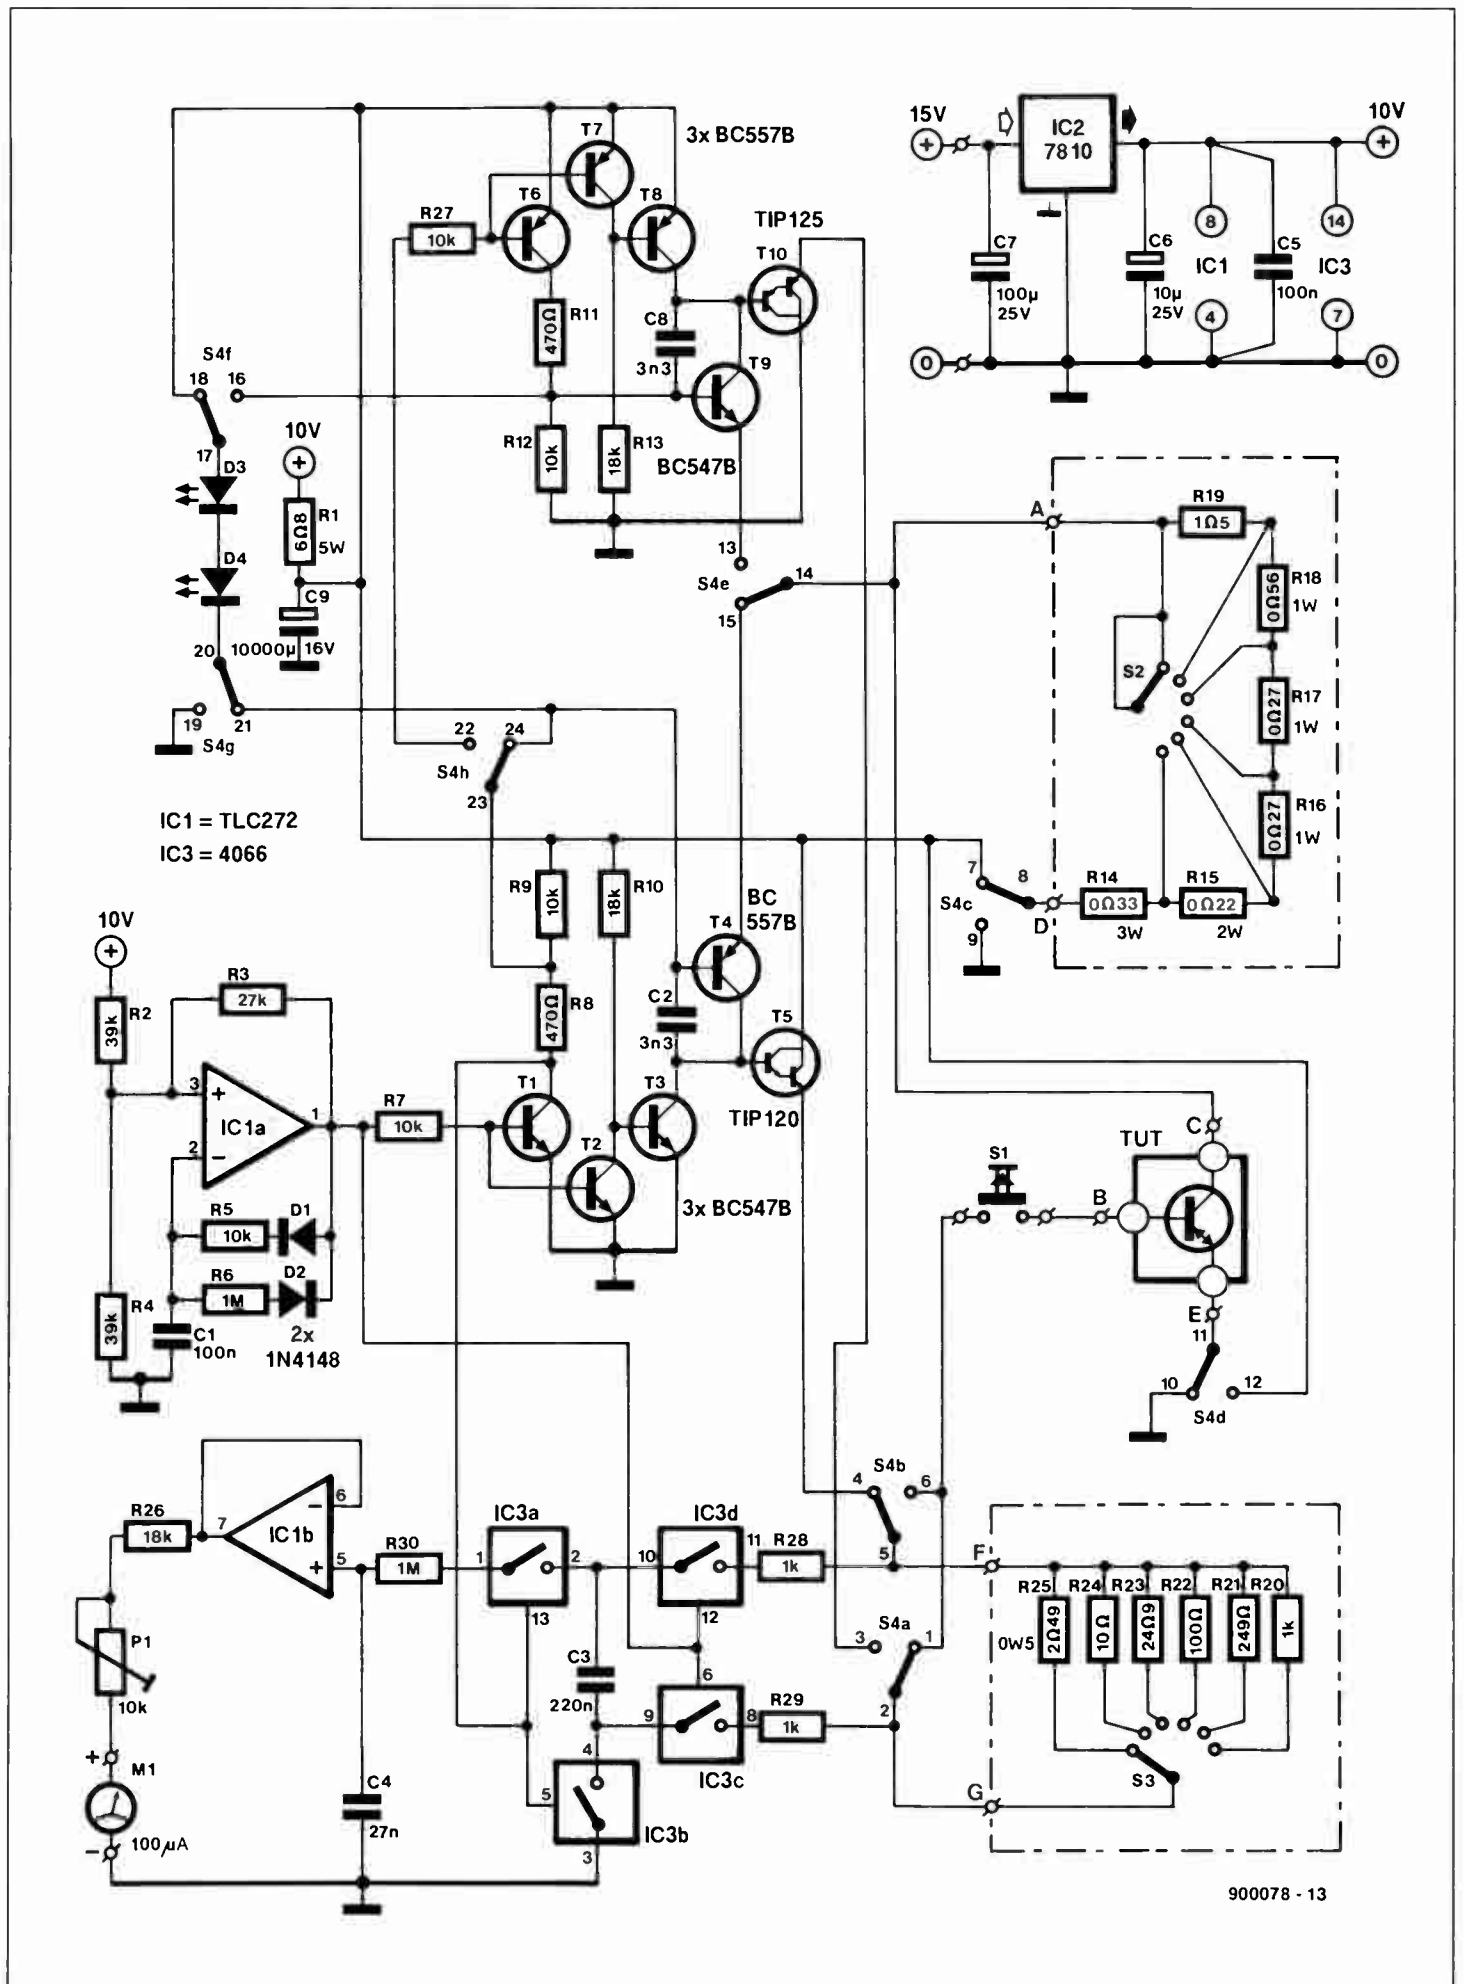 3x BC557B
T7
T6
T8
R27
10k
TIP125
T10
R11
470Ω
C8
3n3
T9
S4f
18
16
17
10V
+
R12
10k
R13
18k
BC547B
D3
R1
6Ω8
5W
D4
C9
10000µ
16V
20
19
21
S4g
13
S4e
14
15
22
24
S4h
23
15V
+
IC2
7810
10V
+
C7
100µ
25V
C6
10µ
25V
8
IC1
4
C5
100n
14
IC3
7
0
0
A
R19
1Ω5
R18
0Ω56
1W
S2
R17
0Ω27
1W
R16
0Ω27
1W
7
8
S4c
9
D
R14
0Ω33
3W
R15
0Ω22
2W
IC1 = TLC272
IC3 = 4066
R9
10k
R10
18k
BC
557B
T4
R8
470Ω
C2
3n3
T5
TIP120
10V
+
R2
39k
R3
27k
3
+
IC1a
1
2
−
R7
10k
T1
T2
T3
3x BC547B
R5
10k
D1
R6
1M
D2
R4
39k
C1
100n
2x
1N4148
C
TUT
S1
B
E
11
10
12
S4d
R26
18k
7
IC1b
−
6
+
5
R30
1M
IC3a
1
2
13
IC3d
10
11
12
R28
1k
S4b
4
6
5
F
P1
10k
C3
220n
6
9
8
IC3c
R29
1k
S4a
3
1
2
G
+
M1
100µA
−
C4
27n
4
5
IC3b
3
R25
R24
R23
R22
R21
R20
0W5
2Ω49
10Ω
24Ω9
100Ω
249Ω
1k
S3
900078 - 13